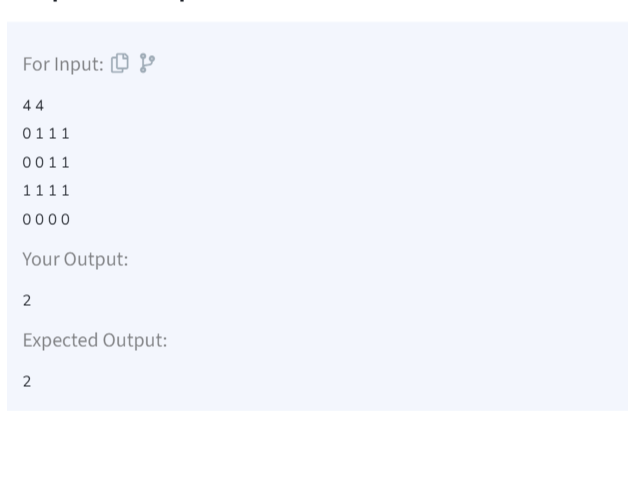 For Input:
4 4
0 1 1 1
0 0 1 1
1 1 1 1
0 0 0 0
Your Output:
2
Expected Output:
2